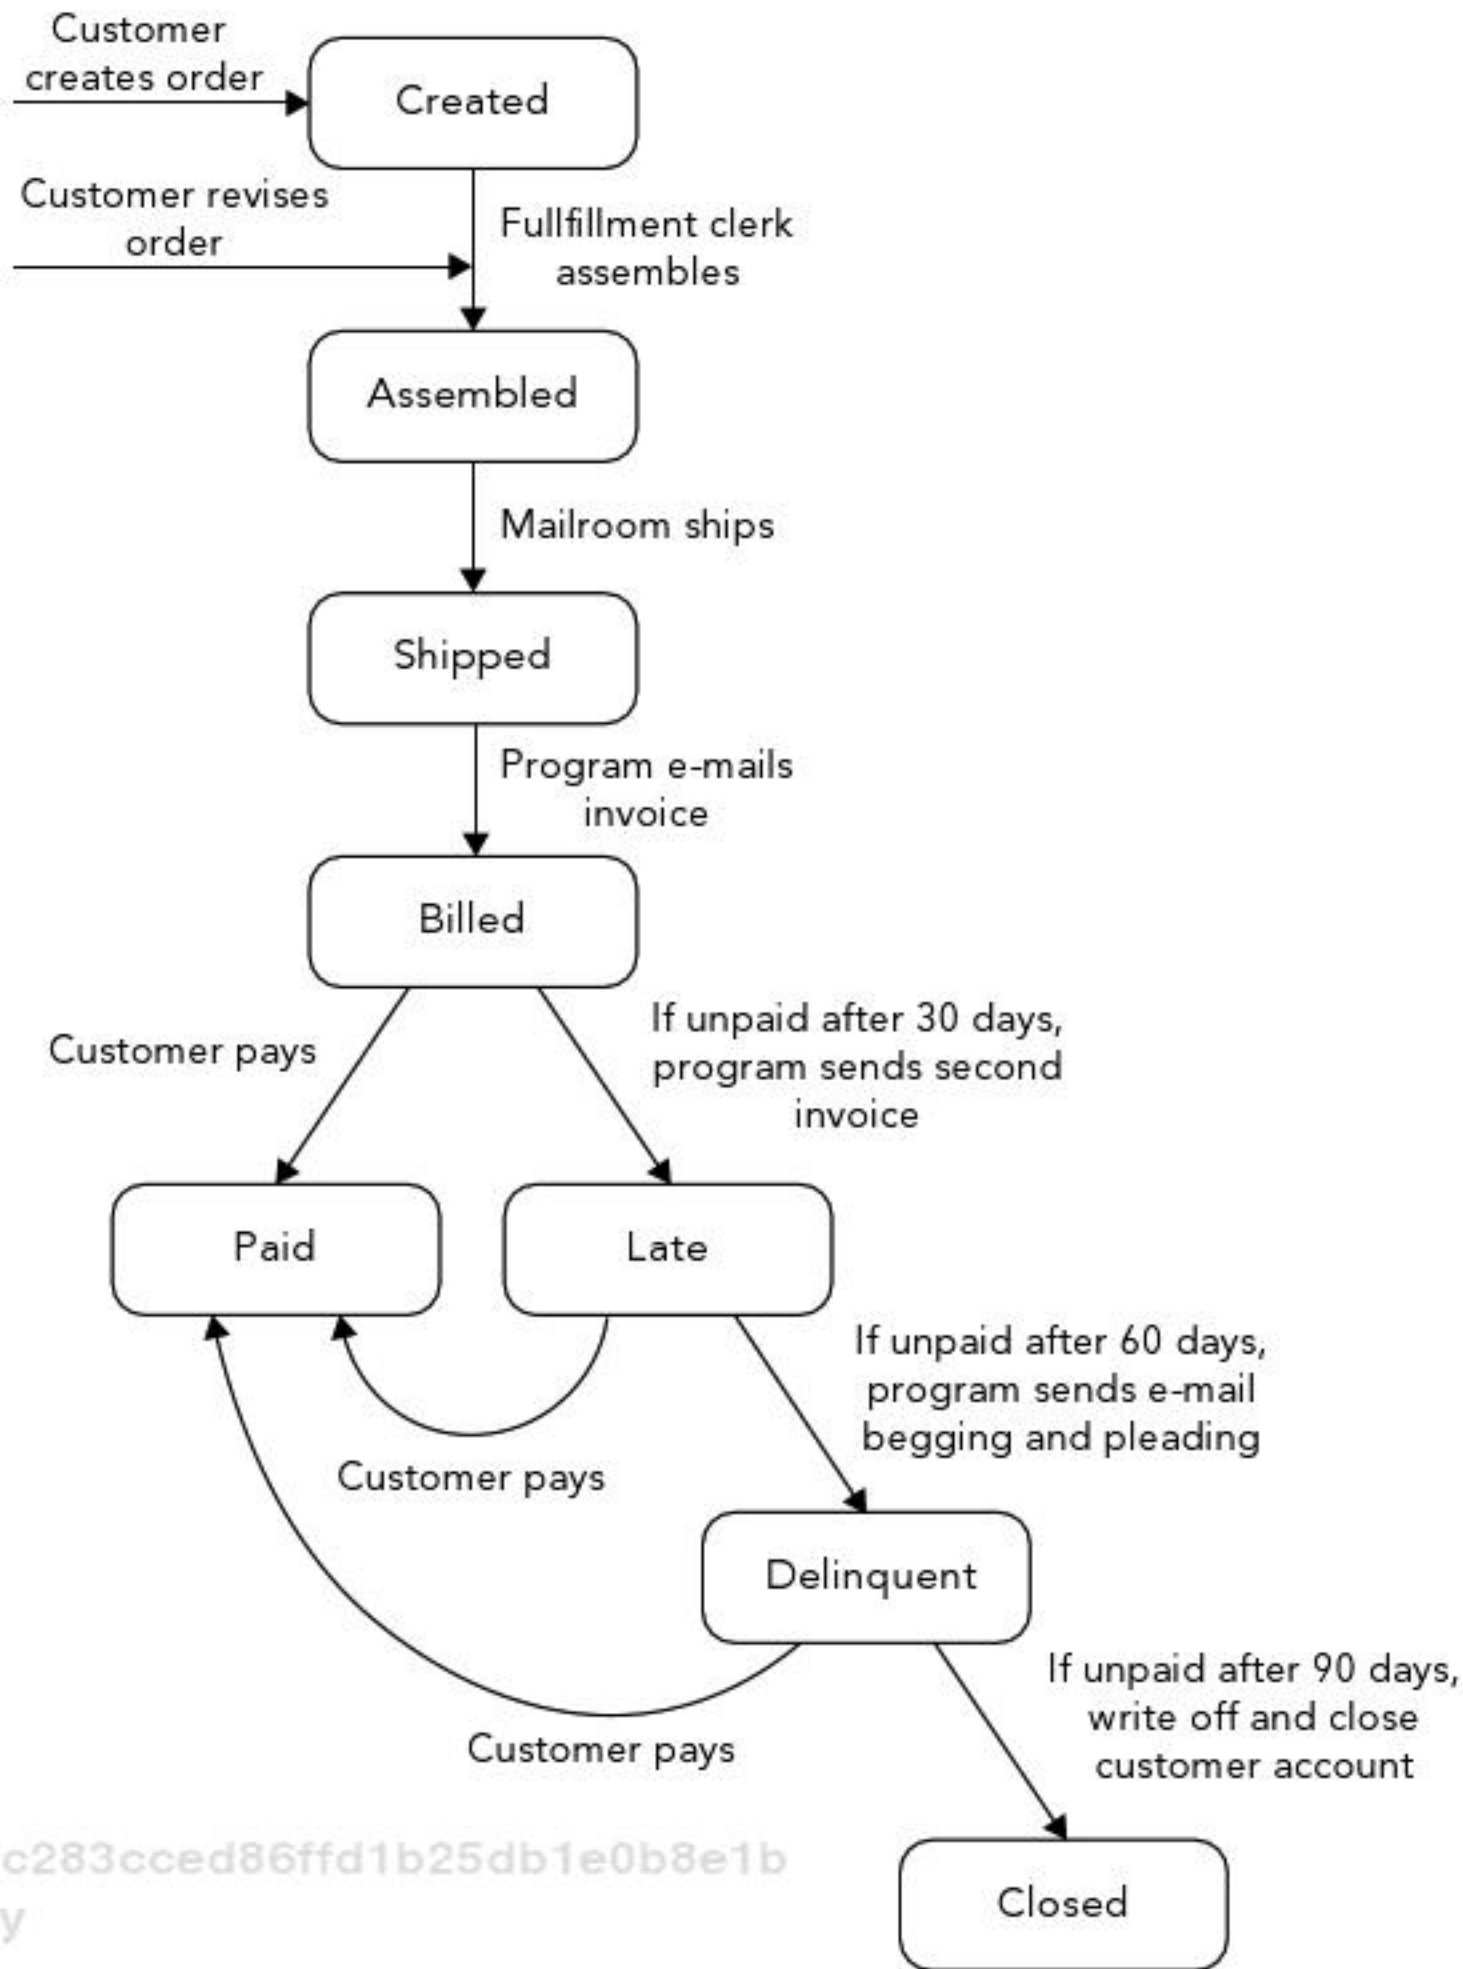 Customer
creates order
Created
Customer revises
order
Fullfillment clerk
assembles
Assembled
Mailroom ships
Shipped
Program e-mails
invoice
Billed
Customer pays
If unpaid after 30 days,
program sends second
invoice
Paid
Late
If unpaid after 60 days,
program sends e-mail
begging and pleading
Customer pays
Delinquent
If unpaid after 90 days,
write off and close
customer account
Customer pays
c283cced86ffd1b25db1e0b8e1b
y
Closed